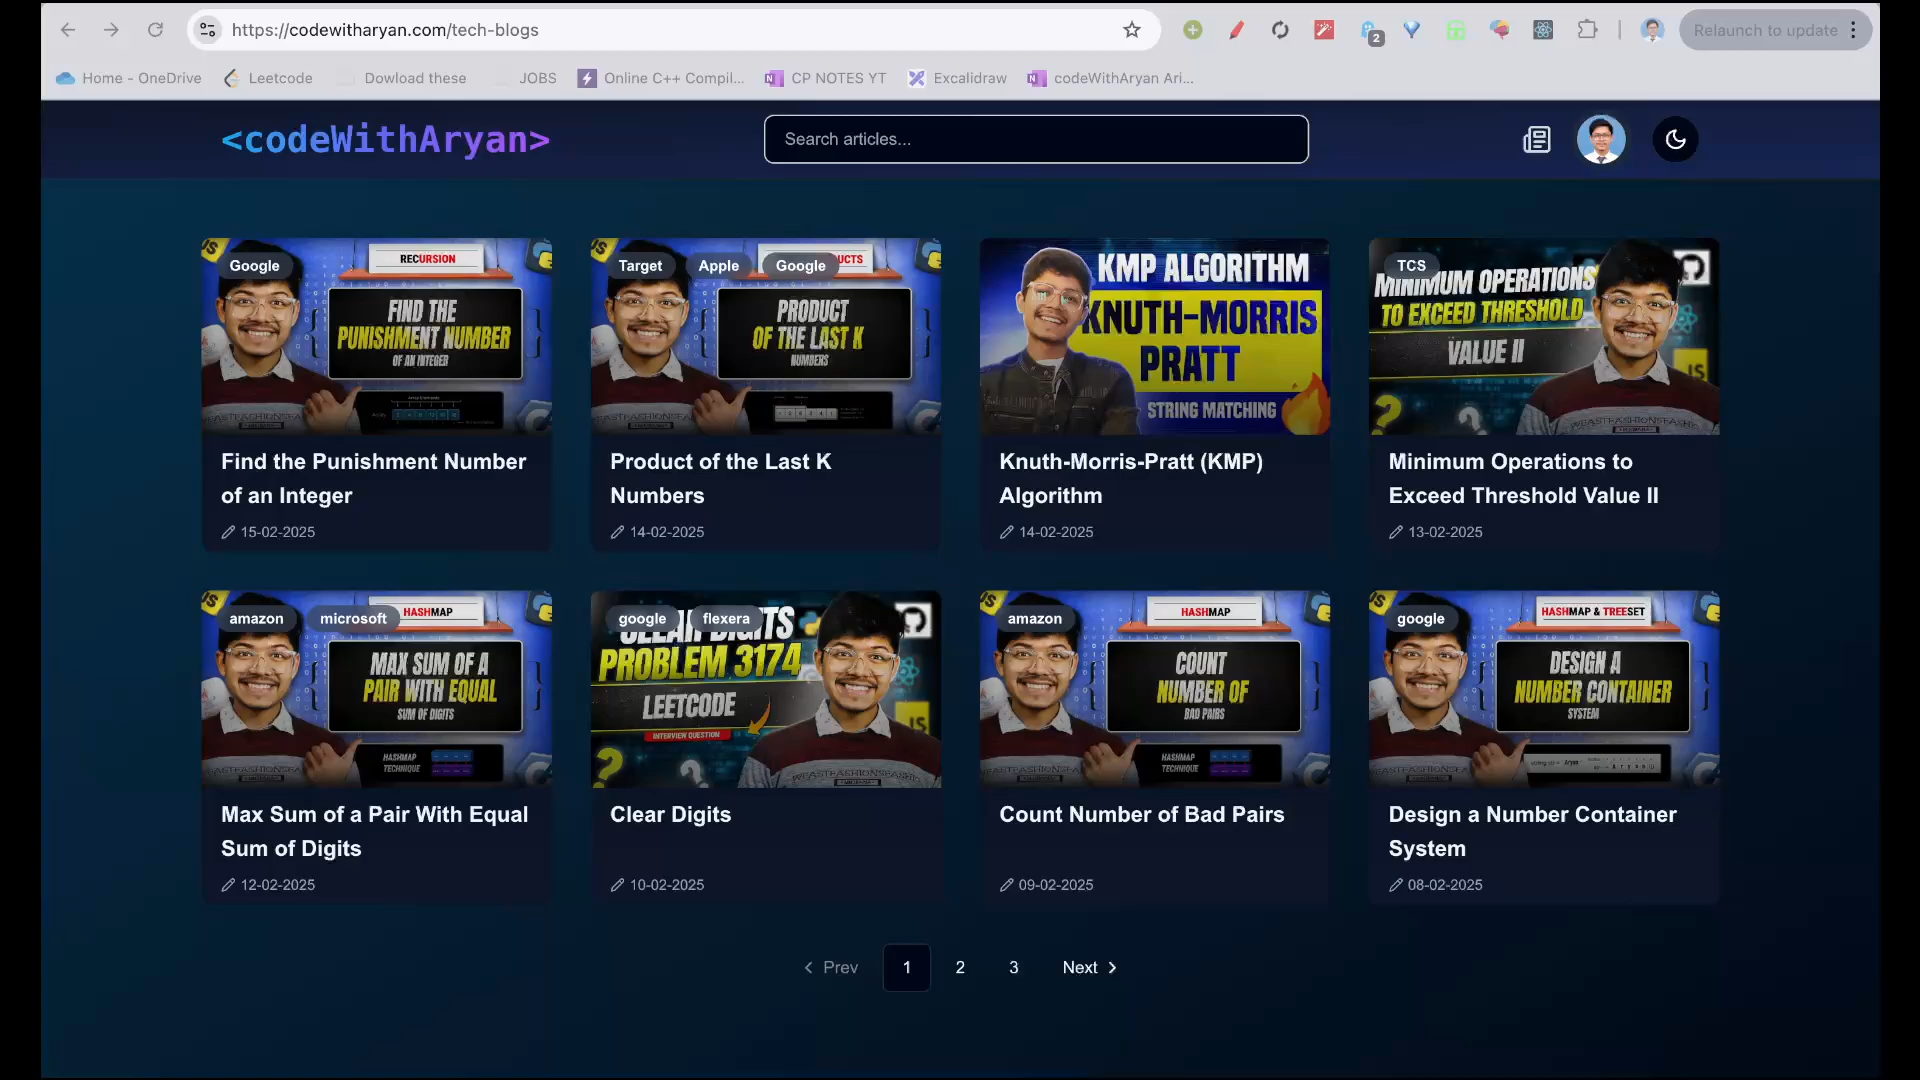 https://codewitharyan.com/tech-blogs
2
Relaunch to update
Home - OneDrive
Leetcode
Dowload these
JOBS
Online C++ Compil...
CP NOTES YT
Excalidraw
codeWithAryan Ari...
<codeWithAryan>
Search articles...
Google
RECURSION
FIND THE
PUNISHMENT NUMBER
OF AN INTEGER
Find the Punishment Number
of an Integer
15-02-2025
Target
Apple
Google
UCTS
PRODUCT
OF THE LAST K
NUMBERS
Product of the Last K
Numbers
14-02-2025
KMP ALGORITHM
KNUTH-MORRIS
PRATT
STRING MATCHING
Knuth-Morris-Pratt (KMP)
Algorithm
14-02-2025
TCS
MINIMUM OPERATIONS
TO EXCEED THRESHOLD
VALUE II
JS
Minimum Operations to
Exceed Threshold Value II
13-02-2025
amazon
microsoft
HASHMAP
MAX SUM OF A
PAIR WITH EQUAL
SUM OF DIGITS
HASHMAP
TECHNIQUE
Max Sum of a Pair With Equal
Sum of Digits
12-02-2025
google
flexera
CLEAR DIGITS
PROBLEM 3174
LEETCODE
INTERVIEW QUESTION
JS
Clear Digits
10-02-2025
amazon
HASHMAP
COUNT
NUMBER OF
BAD PAIRS
HASHMAP
TECHNIQUE
Count Number of Bad Pairs
09-02-2025
google
HASHMAP & TREESET
DESIGN A
NUMBER CONTAINER
SYSTEM
Design a Number Container
System
08-02-2025
Prev
1
2
3
Next